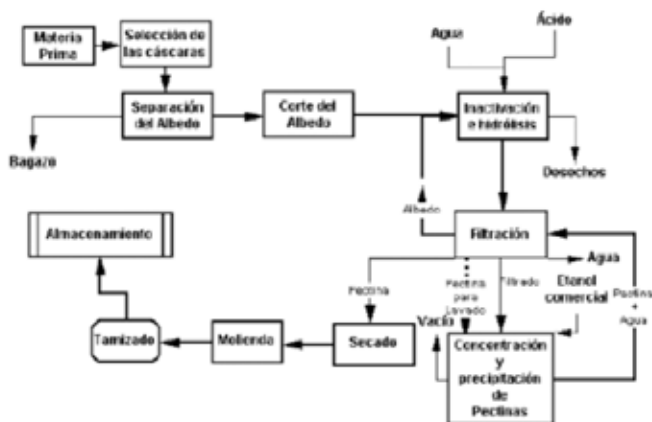 Materia
Prima
Selección de
las cáscaras
Agua
Ácido
Separación
del Albedo
Corte del
Albedo
Inactivación
e hidrólisis
Bagazo
Desechos
Albedo
Almacenamiento
Filtración
Agua
Pectina
Pectina
para
Lavado
Filtrado
Etanol
comercial
Pectina
+
Agua
Vacío
Tamizado
Molienda
Secado
Concentración
y
precipitación
de
Pectinas